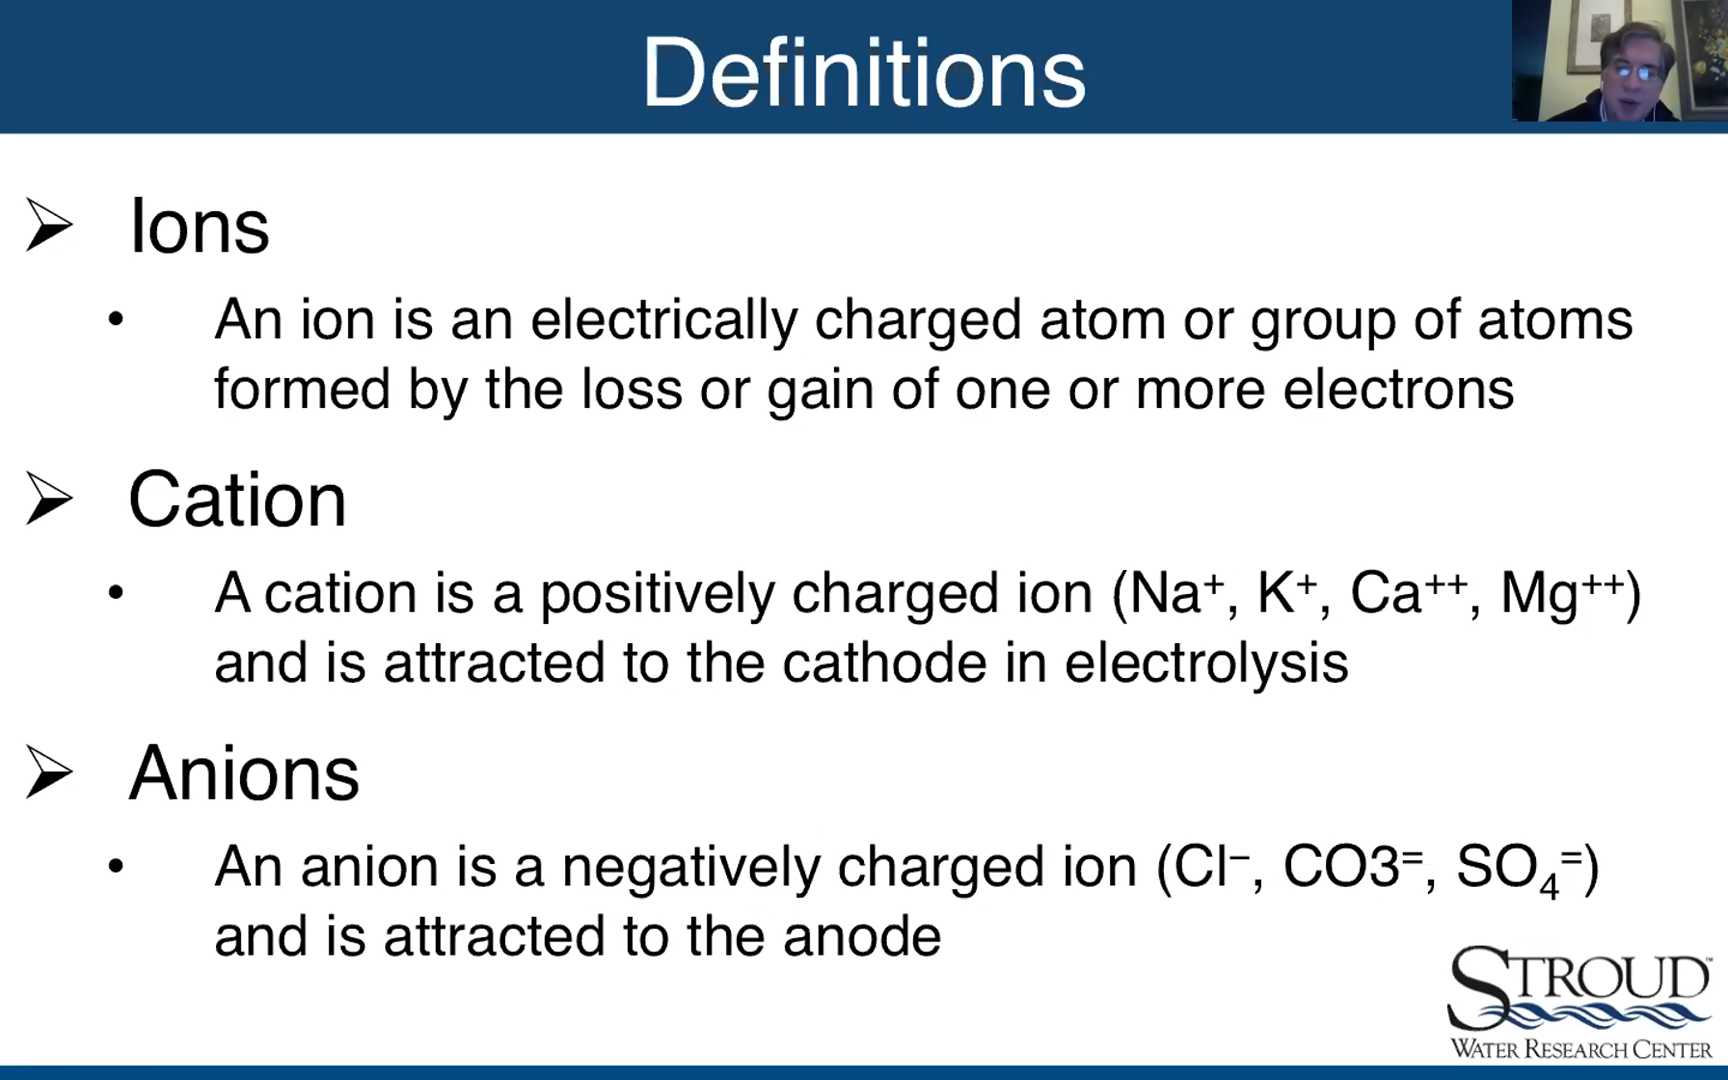 Definitions
➢ Ions
• An ion is an electrically charged atom or group of atoms
formed by the loss or gain of one or more electrons
➢ Cation
• A cation is a positively charged ion (Na⁺, K⁺, Ca⁺⁺, Mg⁺⁺)
and is attracted to the cathode in electrolysis
➢ Anions
• An anion is a negatively charged ion (Cl⁻, CO3⁼, SO₄⁼)
and is attracted to the anode
STROUD™
WATER RESEARCH CENTER